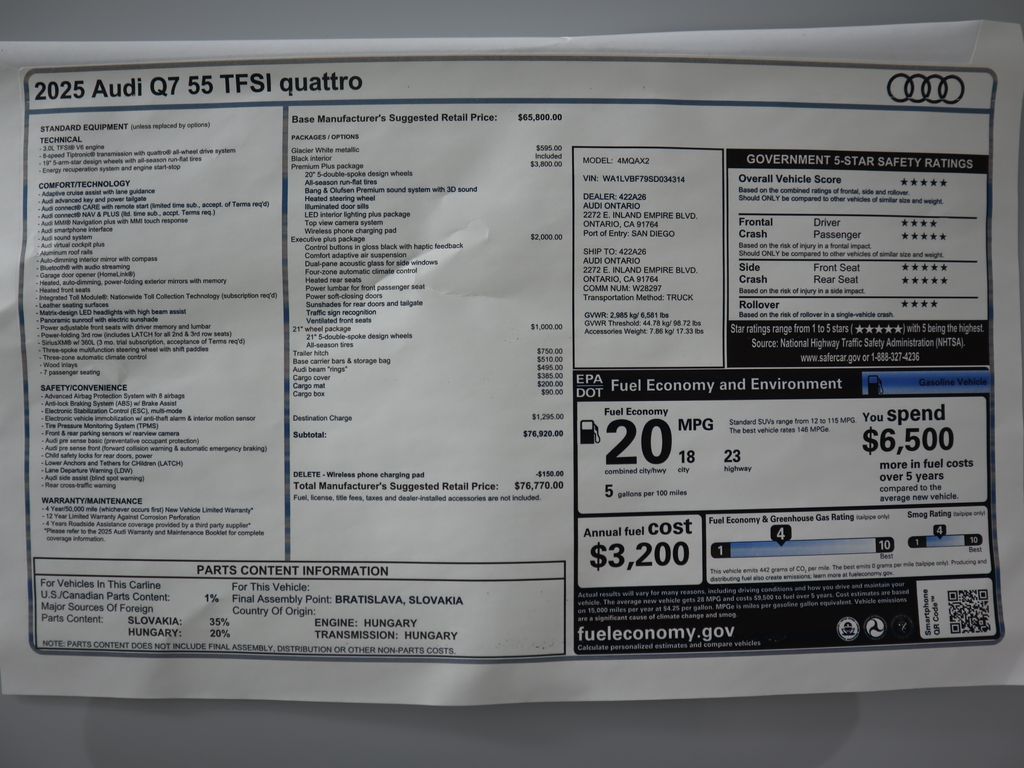 2025 Audi Q7 55 TFSI quattro
STANDARD EQUIPMENT (unless replaced by options)
TECHNICAL
- 3.0L TFSI® V6 engine
- 8-speed Tiptronic® transmission with quattro® all-wheel drive system
- 19" 5-arm-star design wheels with all-season run-flat tires
- Energy recuperation system and engine start-stop
COMFORT/TECHNOLOGY
- Adaptive cruise assist with lane guidance
- Audi advanced key and power tailgate
- Audi connect® CARE with remote start (limited time sub., accept. of Terms req'd)
- Audi connect® NAV & PLUS (ltd. time sub., accpt. Terms req.)
- Audi MMI® Navigation plus with MMI touch response
- Audi smartphone interface
- Audi sound system
- Audi virtual cockpit plus
- Aluminum roof rails
- Auto-dimming interior mirror with compass
- Bluetooth® with audio streaming
- Garage door opener (HomeLink®)
- Heated, auto-dimming, power-folding exterior mirrors with memory
- Heated front seats
- Integrated Toll Module®: Nationwide Toll Collection Technology (subscription req'd)
- Leather seating surfaces
- Matrix-design LED headlights with high beam assist
- Panoramic sunroof with electric sunshade
- Power adjustable front seats with driver memory and lumbar
- Power-folding 3rd row (includes LATCH for all 2nd & 3rd row seats)
- SiriusXM® w/ 360L (3 mo. trial subscription, acceptance of Terms req'd)
- Three-spoke multifunction steering wheel with shift paddles
- Three-zone automatic climate control
- Wood inlays
- 7 passenger seating
SAFETY/CONVENIENCE
- Advanced Airbag Protection System with 8 airbags
- Anti-lock Braking System (ABS) w/ Brake Assist
- Electronic Stabilization Control (ESC), multi-mode
- Electronic vehicle immobilization w/ anti-theft alarm & interior motion sensor
- Tire Pressure Monitoring System (TPMS)
- Front & rear parking sensors w/ rearview camera
- Audi pre sense basic (preventative occupant protection)
- Audi pre sense front (forward collision warning & automatic emergency braking)
- Child safety locks for rear doors, power
- Lower Anchors and Tethers for CHildren (LATCH)
- Lane Departure Warning (LDW)
- Audi side assist (blind spot warning)
- Rear cross-traffic warning
WARRANTY/MAINTENANCE
- 4 Year/50,000 mile (whichever occurs first) New Vehicle Limited Warranty*
- 12 Year Limited Warranty Against Corrosion Perforation
- 4 Years Roadside Assistance coverage provided by a third party supplier*
*Please refer to the 2025 Audi Warranty and Maintenance Booklet for complete
coverage information.
Base Manufacturer's Suggested Retail Price: $65,800.00
PACKAGES / OPTIONS
Glacier White metallic $595.00
Black interior Included
Premium Plus package $3,800.00
20" 5-double-spoke design wheels
All-season run-flat tires
Bang & Olufsen Premium sound system with 3D sound
Heated steering wheel
Illuminated door sills
LED interior lighting plus package
Top view camera system
Wireless phone charging pad
Executive plus package $2,000.00
Control buttons in gloss black with haptic feedback
Comfort adaptive air suspension
Dual-pane acoustic glass for side windows
Four-zone automatic climate control
Heated rear seats
Power lumbar for front passenger seat
Power soft-closing doors
Sunshades for rear doors and tailgate
Traffic sign recognition
Ventilated front seats
21" wheel package $1,000.00
21" 5-double-spoke design wheels
All-season tires
Trailer hitch $750.00
Base carrier bars & storage bag $510.00
Audi beam "rings" $495.00
Cargo cover $385.00
Cargo mat $200.00
Cargo box $90.00
Destination Charge $1,295.00
Subtotal: $76,920.00
DELETE - Wireless phone charging pad -$150.00
Total Manufacturer's Suggested Retail Price: $76,770.00
Fuel, license, title fees, taxes and dealer-installed accessories are not included.
MODEL: 4MQAX2
VIN: WA1LVBF79SD034314
DEALER: 422A26
AUDI ONTARIO
2272 E. INLAND EMPIRE BLVD.
ONTARIO, CA 91764
Port of Entry: SAN DIEGO
SHIP TO: 422A26
AUDI ONTARIO
2272 E. INLAND EMPIRE BLVD.
ONTARIO, CA 91764
COMM NUM: W28297
Transportation Method: TRUCK
GVWR: 2,985 kg/ 6,581 lbs
GVWR Threshold: 44.78 kg/ 98.72 lbs
Accessories Weight: 7.86 kg/ 17.33 lbs
GOVERNMENT 5-STAR SAFETY RATINGS
Overall Vehicle Score ★★★★★
Based on the combined ratings of frontal, side and rollover.
Should ONLY be compared to other vehicles of similar size and weight.
Frontal Driver ★★★★
Crash Passenger ★★★★★
Based on the risk of injury in a frontal impact.
Should ONLY be compared to other vehicles of similar size and weight.
Side Front Seat ★★★★★
Crash Rear Seat ★★★★★
Based on the risk of injury in a side impact.
Rollover ★★★★
Based on the risk of rollover in a single-vehicle crash.
Star ratings range from 1 to 5 stars (★★★★★) with 5 being the highest.
Source: National Highway Traffic Safety Administration (NHTSA).
www.safercar.gov or 1-888-327-4236
EPA
DOT Fuel Economy and Environment
Gasoline Vehicle
Fuel Economy
20 MPG
combined city/hwy
18 city
23 highway
5 gallons per 100 miles
Standard SUVs range from 12 to 115 MPG.
The best vehicle rates 146 MPGe.
You spend
$6,500
more in fuel costs
over 5 years
compared to the
average new vehicle.
Annual fuel cost
$3,200
Fuel Economy & Greenhouse Gas Rating (tailpipe only)
4
1 10
Best
Smog Rating (tailpipe only)
4
1 10
Best
This vehicle emits 442 grams of CO2 per mile. The best emits 0 grams per mile (tailpipe only). Producing and
distributing fuel also create emissions; learn more at fueleconomy.gov.
Actual results will vary for many reasons, including driving conditions and how you drive and maintain your
vehicle. The average new vehicle gets 28 MPG and costs $9,500 to fuel over 5 years. Cost estimates are based
on 15,000 miles per year at $4.25 per gallon. MPGe is miles per gasoline gallon equivalent. Vehicle emissions
are a significant cause of climate change and smog.
fueleconomy.gov
Calculate personalized estimates and compare vehicles
Smartphone
QR Code™
PARTS CONTENT INFORMATION
For Vehicles In This Carline
U.S./Canadian Parts Content: 1%
Major Sources Of Foreign
Parts Content: SLOVAKIA: 35%
HUNGARY: 20%
For This Vehicle:
Final Assembly Point: BRATISLAVA, SLOVAKIA
Country Of Origin:
ENGINE: HUNGARY
TRANSMISSION: HUNGARY
NOTE: PARTS CONTENT DOES NOT INCLUDE FINAL ASSEMBLY, DISTRIBUTION OR OTHER NON-PARTS COSTS.